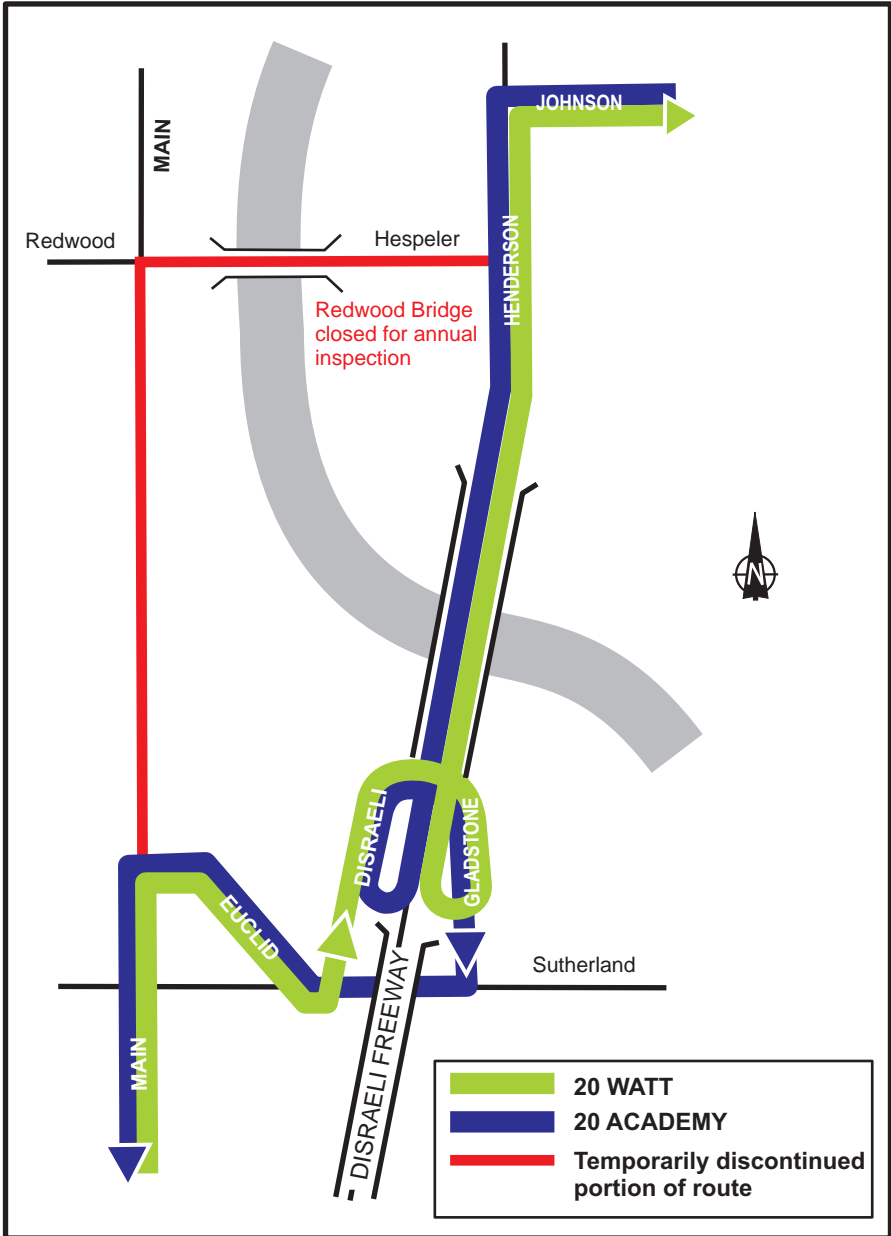 JOHNSON
MAIN
Redwood
Hespeler
HENDERSON
Redwood Bridge
closed for annual
inspection
N
DISRAELI
GLADSTONE
EUCLID
Sutherland
MAIN
DISRAELI FREEWAY
20 WATT
20 ACADEMY
Temporarily discontinued
portion of route